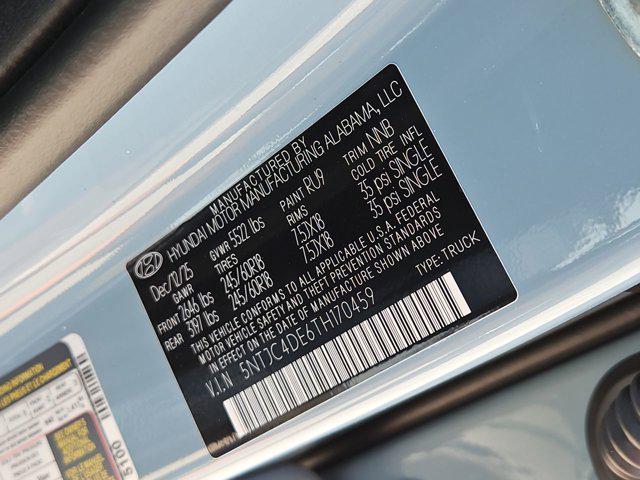 MANUFACTURED BY
HYUNDAI MOTOR MANUFACTURING ALABAMA, LLC
Dec/12/25 GVWR 5522 lbs PAINT RU9 TRIM NNB
GAWR TIRES RIMS COLD TIRE INFL
2646 lbs 245/60R18 7.5JX18 35 psi SINGLE
REAR 3197 lbs 245/60R18 7.5JX18 35 psi SINGLE
THIS VEHICLE CONFORMS TO ALL APPLICABLE U.S.A. FEDERAL
MOTOR VEHICLE SAFETY AND THEFT PREVENTION STANDARDS
IN EFFECT ON THE DATE OF MANUFACTURE SHOWN ABOVE
V.I.N 5NTJC4DE6TH170459 TYPE: TRUCK
5100